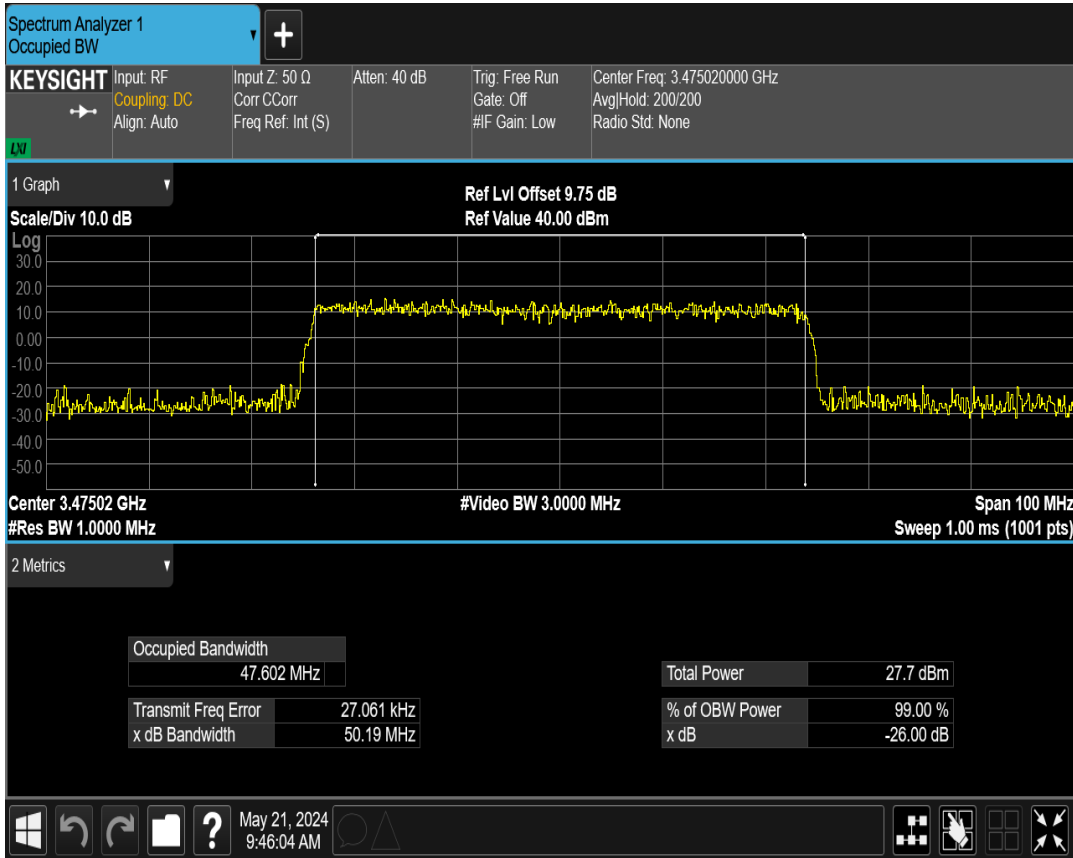 Spectrum Analyzer 1
Occupied BW
+
KEYSIGHT
LXI
Input: RF
Coupling: DC
Align: Auto
Input Z: 50 Ω
Corr CCorr
Freq Ref: Int (S)
Atten: 40 dB
Trig: Free Run
Gate: Off
#IF Gain: Low
Center Freq: 3.475020000 GHz
Avg|Hold: 200/200
Radio Std: None
1 Graph
Scale/Div 10.0 dB
Ref Lvl Offset 9.75 dB
Ref Value 40.00 dBm
Log
30.0
20.0
10.0
0.00
-10.0
-20.0
-30.0
-40.0
-50.0
Center 3.47502 GHz
#Res BW 1.0000 MHz
#Video BW 3.0000 MHz
Span 100 MHz
Sweep 1.00 ms (1001 pts)
2 Metrics
Occupied Bandwidth
47.602 MHz
Transmit Freq Error 27.061 kHz
x dB Bandwidth 50.19 MHz
Total Power 27.7 dBm
% of OBW Power 99.00 %
x dB -26.00 dB
?
May 21, 2024
9:46:04 AM